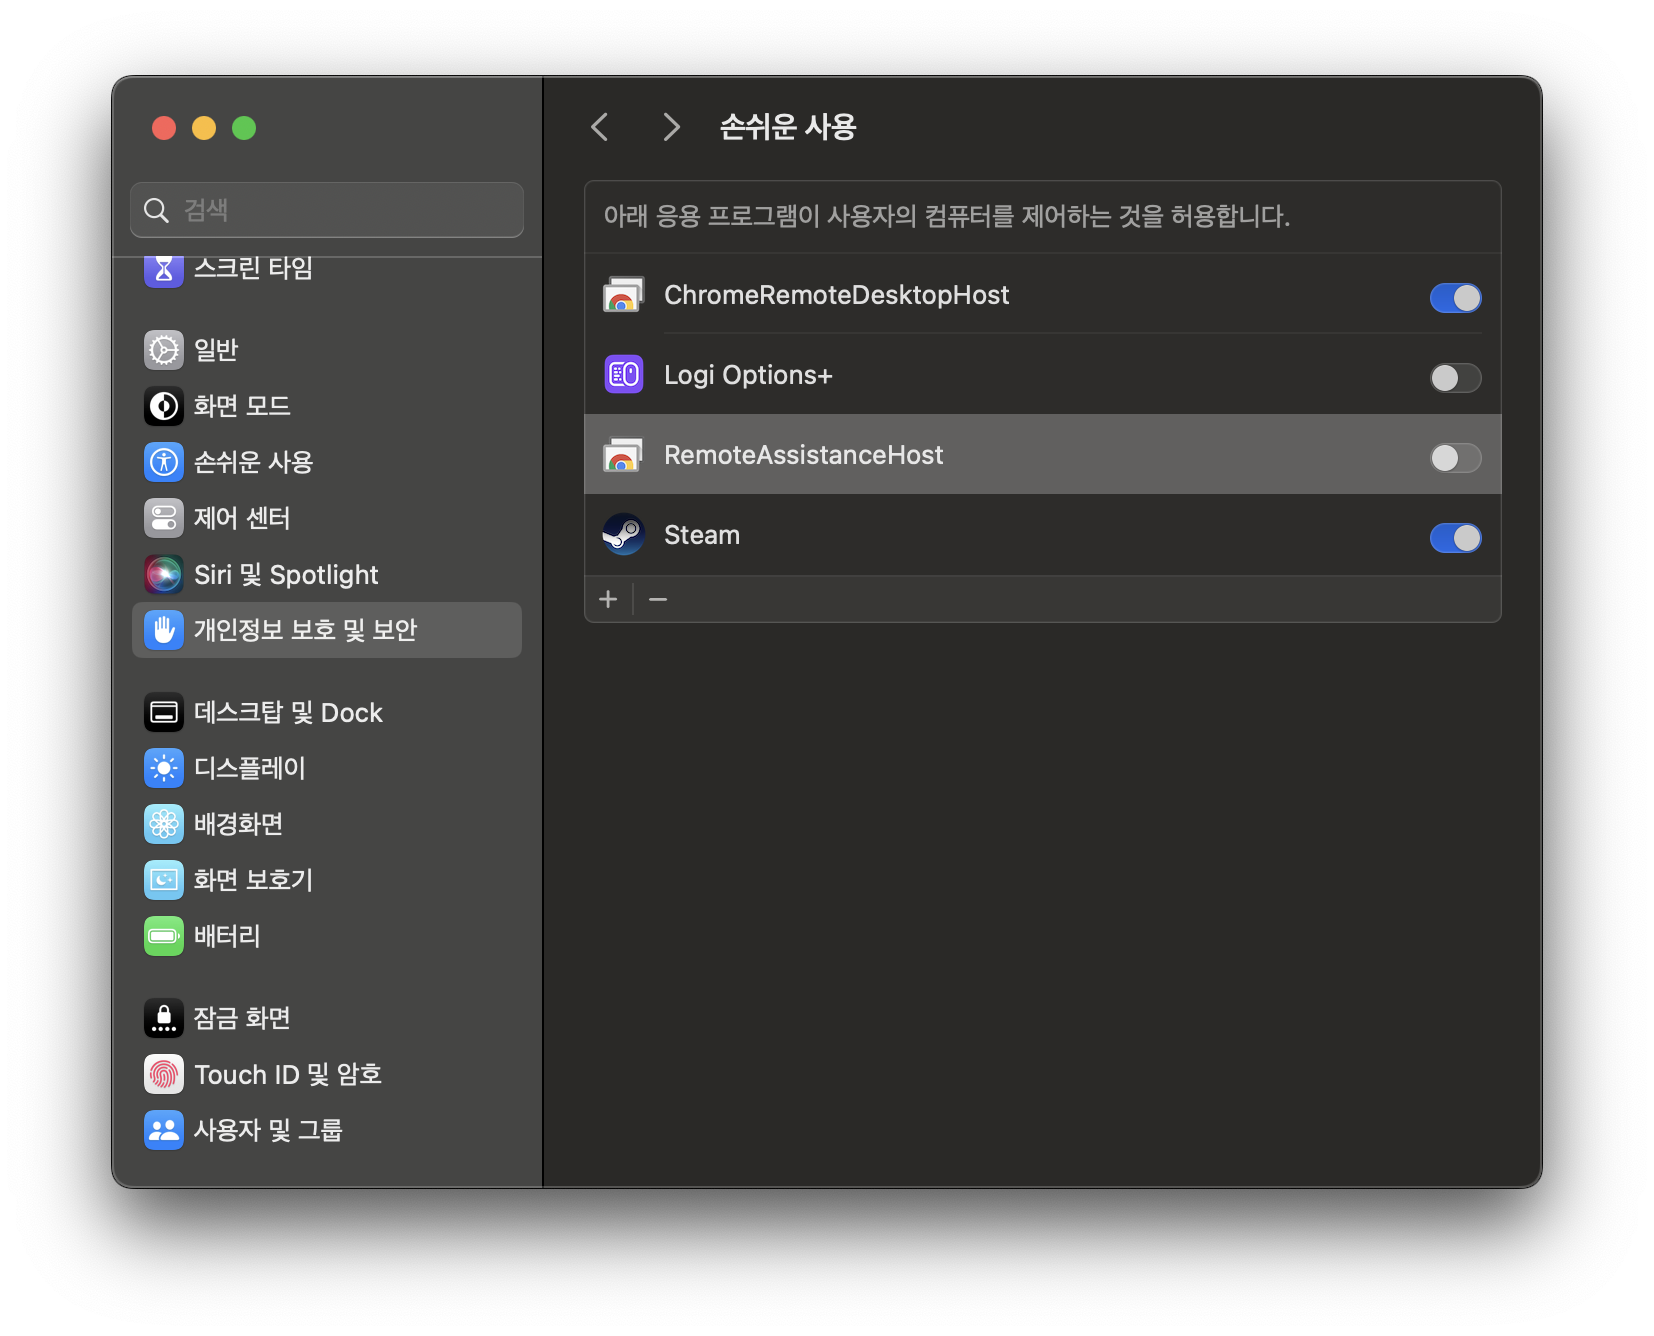 검색
스크린 타임
일반
화면 모드
손쉬운 사용
제어 센터
Siri 및 Spotlight
개인정보 보호 및 보안
데스크탑 및 Dock
디스플레이
배경화면
화면 보호기
배터리
잠금 화면
Touch ID 및 암호
사용자 및 그룹
손쉬운 사용
아래 응용 프로그램이 사용자의 컴퓨터를 제어하는 것을 허용합니다.
ChromeRemoteDesktopHost
Logi Options+
RemoteAssistanceHost
Steam